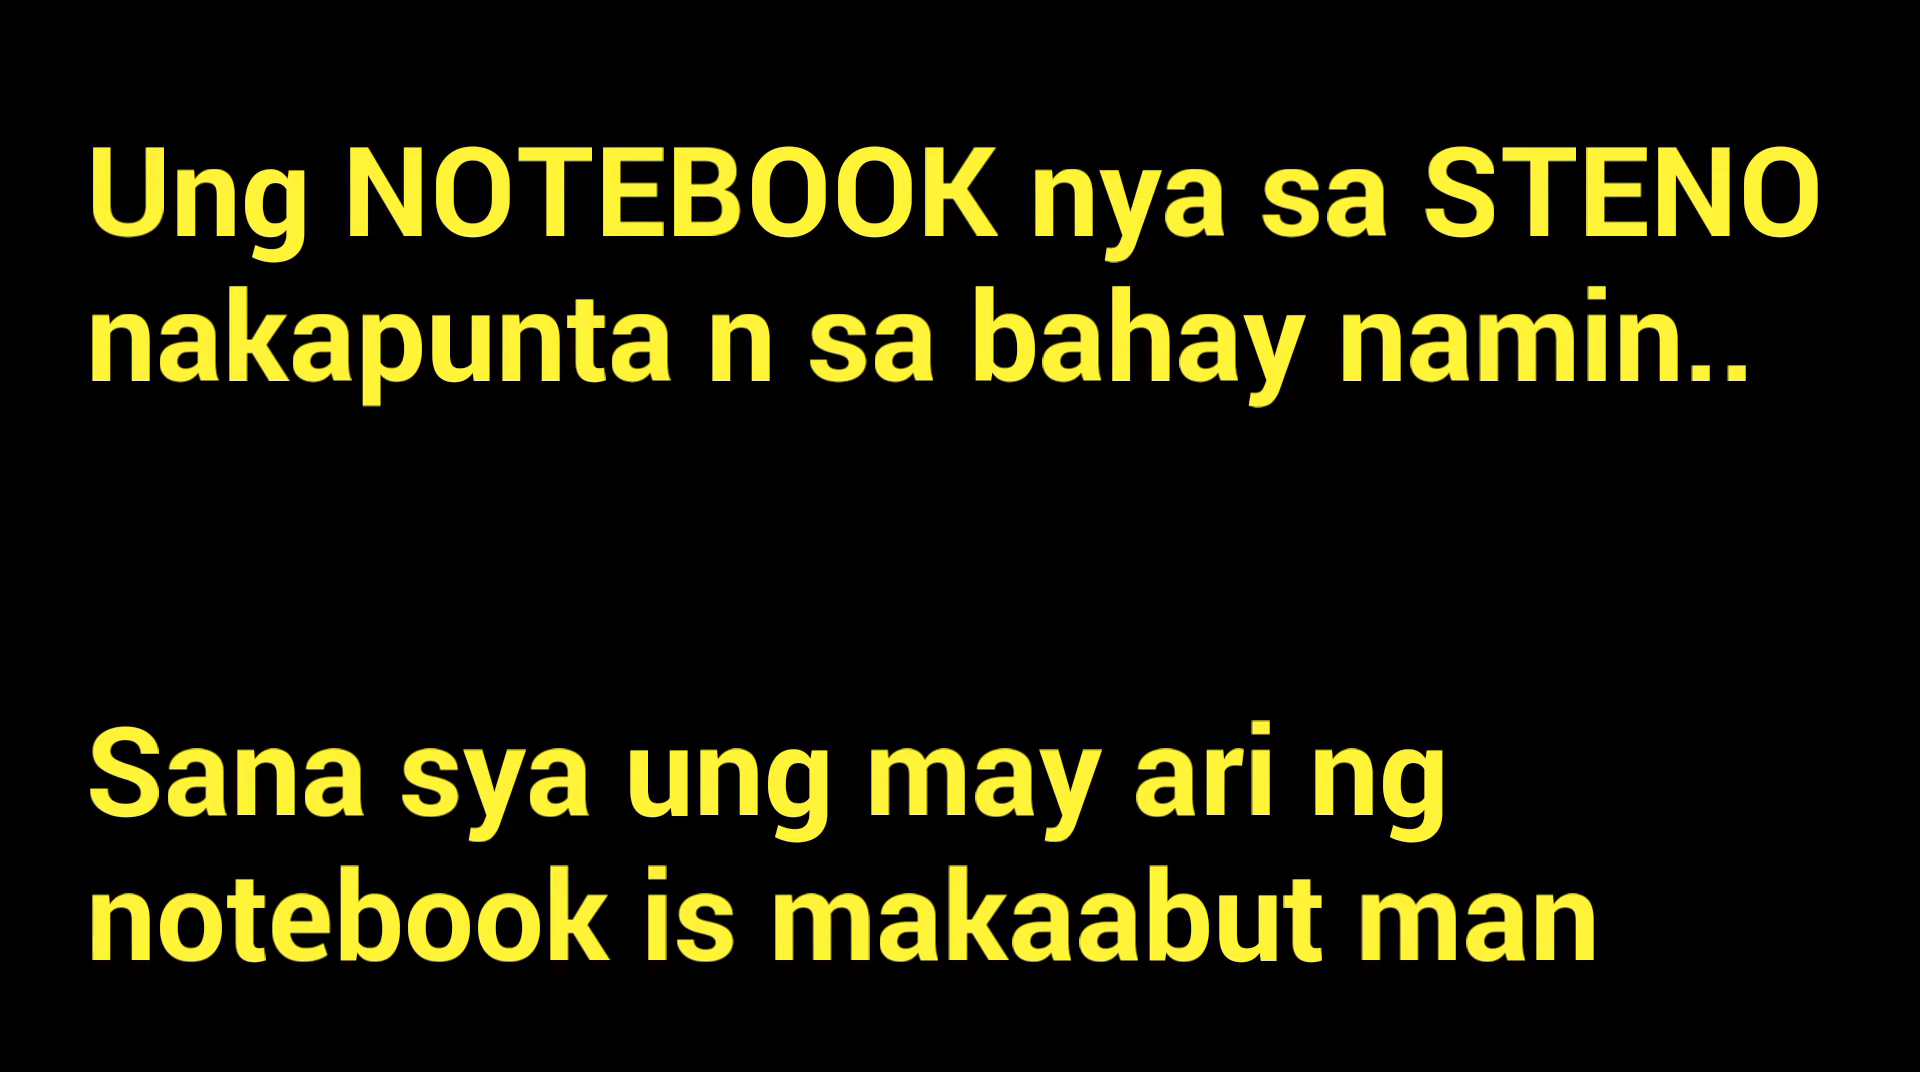 Ung NOTEBOOK nya sa STENO
nakapunta n sa bahay namin..
Sana sya ung may ari ng
notebook is makaabut man